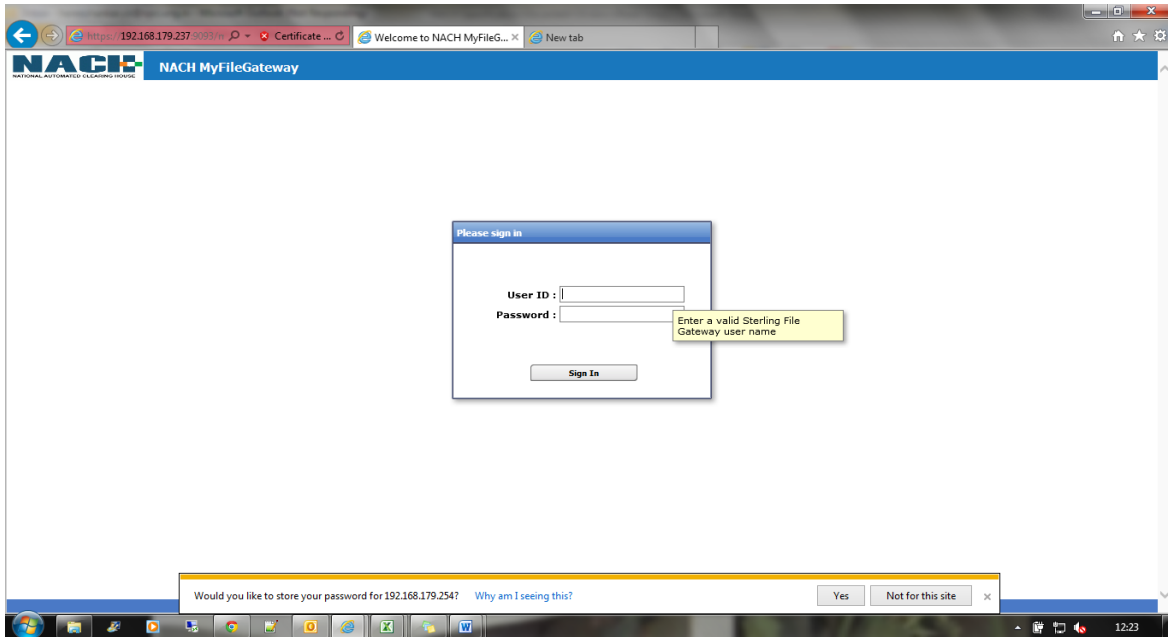 https://192.168.179.237:9093/n
Certificate ...
Welcome to NACH MyFileG...
New tab
NACH
NATIONAL AUTOMATED CLEARING HOUSE
NACH MyFileGateway
Please sign in
User ID :
Password :
Enter a valid Sterling File
Gateway user name
Sign In
Would you like to store your password for 192.168.179.254? Why am I seeing this? Yes Not for this site
12:23